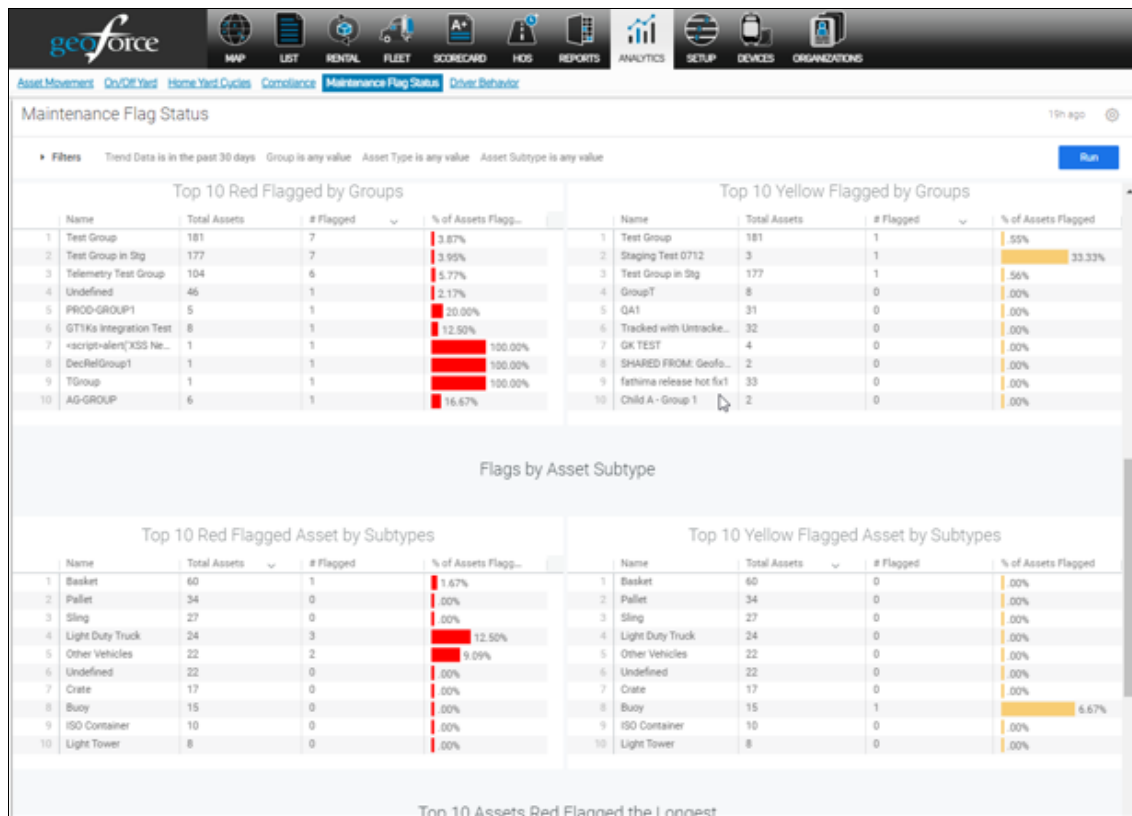 geoforce
MAP LIST RENTAL FLEET SCORECARD A+ HOS REPORTS ANALYTICS SETUP DEVICES ORGANIZATIONS
Asset Movement On/Off Yard Home Yard Cycles Compliance Maintenance Flag Status Driver Behavior
Maintenance Flag Status 19h ago
Filters Trend Data is in the past 30 days Group is any value Asset Type is any value Asset Subtype is any value Run
Top 10 Red Flagged by Groups
Name Total Assets # Flagged % of Assets Flagg...
1 Test Group 181 7 3.87%
2 Test Group in Stg 177 7 3.95%
3 Telemetry Test Group 104 6 5.77%
4 Undefined 46 1 2.17%
5 PROD-GROUP1 5 1 20.00%
6 GT1Ks Integration Test 8 1 12.50%
7 <script>alert('XSS Ne... 1 1 100.00%
8 DecRelGroup1 1 1 100.00%
9 TGroup 1 1 100.00%
10 AG-GROUP 6 1 16.67%
Top 10 Yellow Flagged by Groups
Name Total Assets # Flagged % of Assets Flagged
1 Test Group 181 1 .55%
2 Staging Test 0712 3 1 33.33%
3 Test Group in Stg 177 1 .56%
4 GroupT 8 0 .00%
5 QA1 31 0 .00%
6 Tracked with Untracke... 32 0 .00%
7 GK TEST 4 0 .00%
8 SHARED FROM: Geofo... 2 0 .00%
9 fathima release hot fix1 33 0 .00%
10 Child A - Group 1 2 0 .00%
Flags by Asset Subtype
Top 10 Red Flagged Asset by Subtypes
Name Total Assets # Flagged % of Assets Flagg...
1 Basket 60 1 1.67%
2 Pallet 34 0 .00%
3 Sling 27 0 .00%
4 Light Duty Truck 24 3 12.50%
5 Other Vehicles 22 2 9.09%
6 Undefined 22 0 .00%
7 Crate 17 0 .00%
8 Buoy 15 0 .00%
9 ISO Container 10 0 .00%
10 Light Tower 8 0 .00%
Top 10 Yellow Flagged Asset by Subtypes
Name Total Assets # Flagged % of Assets Flagged
1 Basket 60 0 .00%
2 Pallet 34 0 .00%
3 Sling 27 0 .00%
4 Light Duty Truck 24 0 .00%
5 Other Vehicles 22 0 .00%
6 Undefined 22 0 .00%
7 Crate 17 0 .00%
8 Buoy 15 1 6.67%
9 ISO Container 10 0 .00%
10 Light Tower 8 0 .00%
Top 10 Assets Red Flagged the Longest